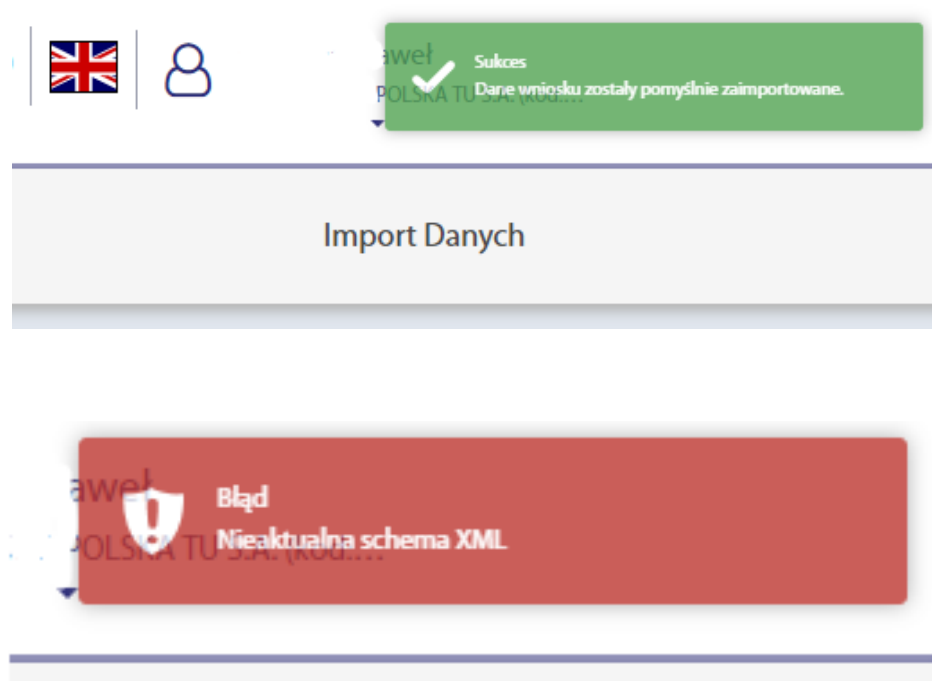 aweł
POLSKA TU S.A. (kod:...
Sukces
Dane wniosku zostały pomyślnie zaimportowane.
Import Danych
aweł
POLSKA TU S.A. (kod:...
Błąd
Nieaktualna schema XML